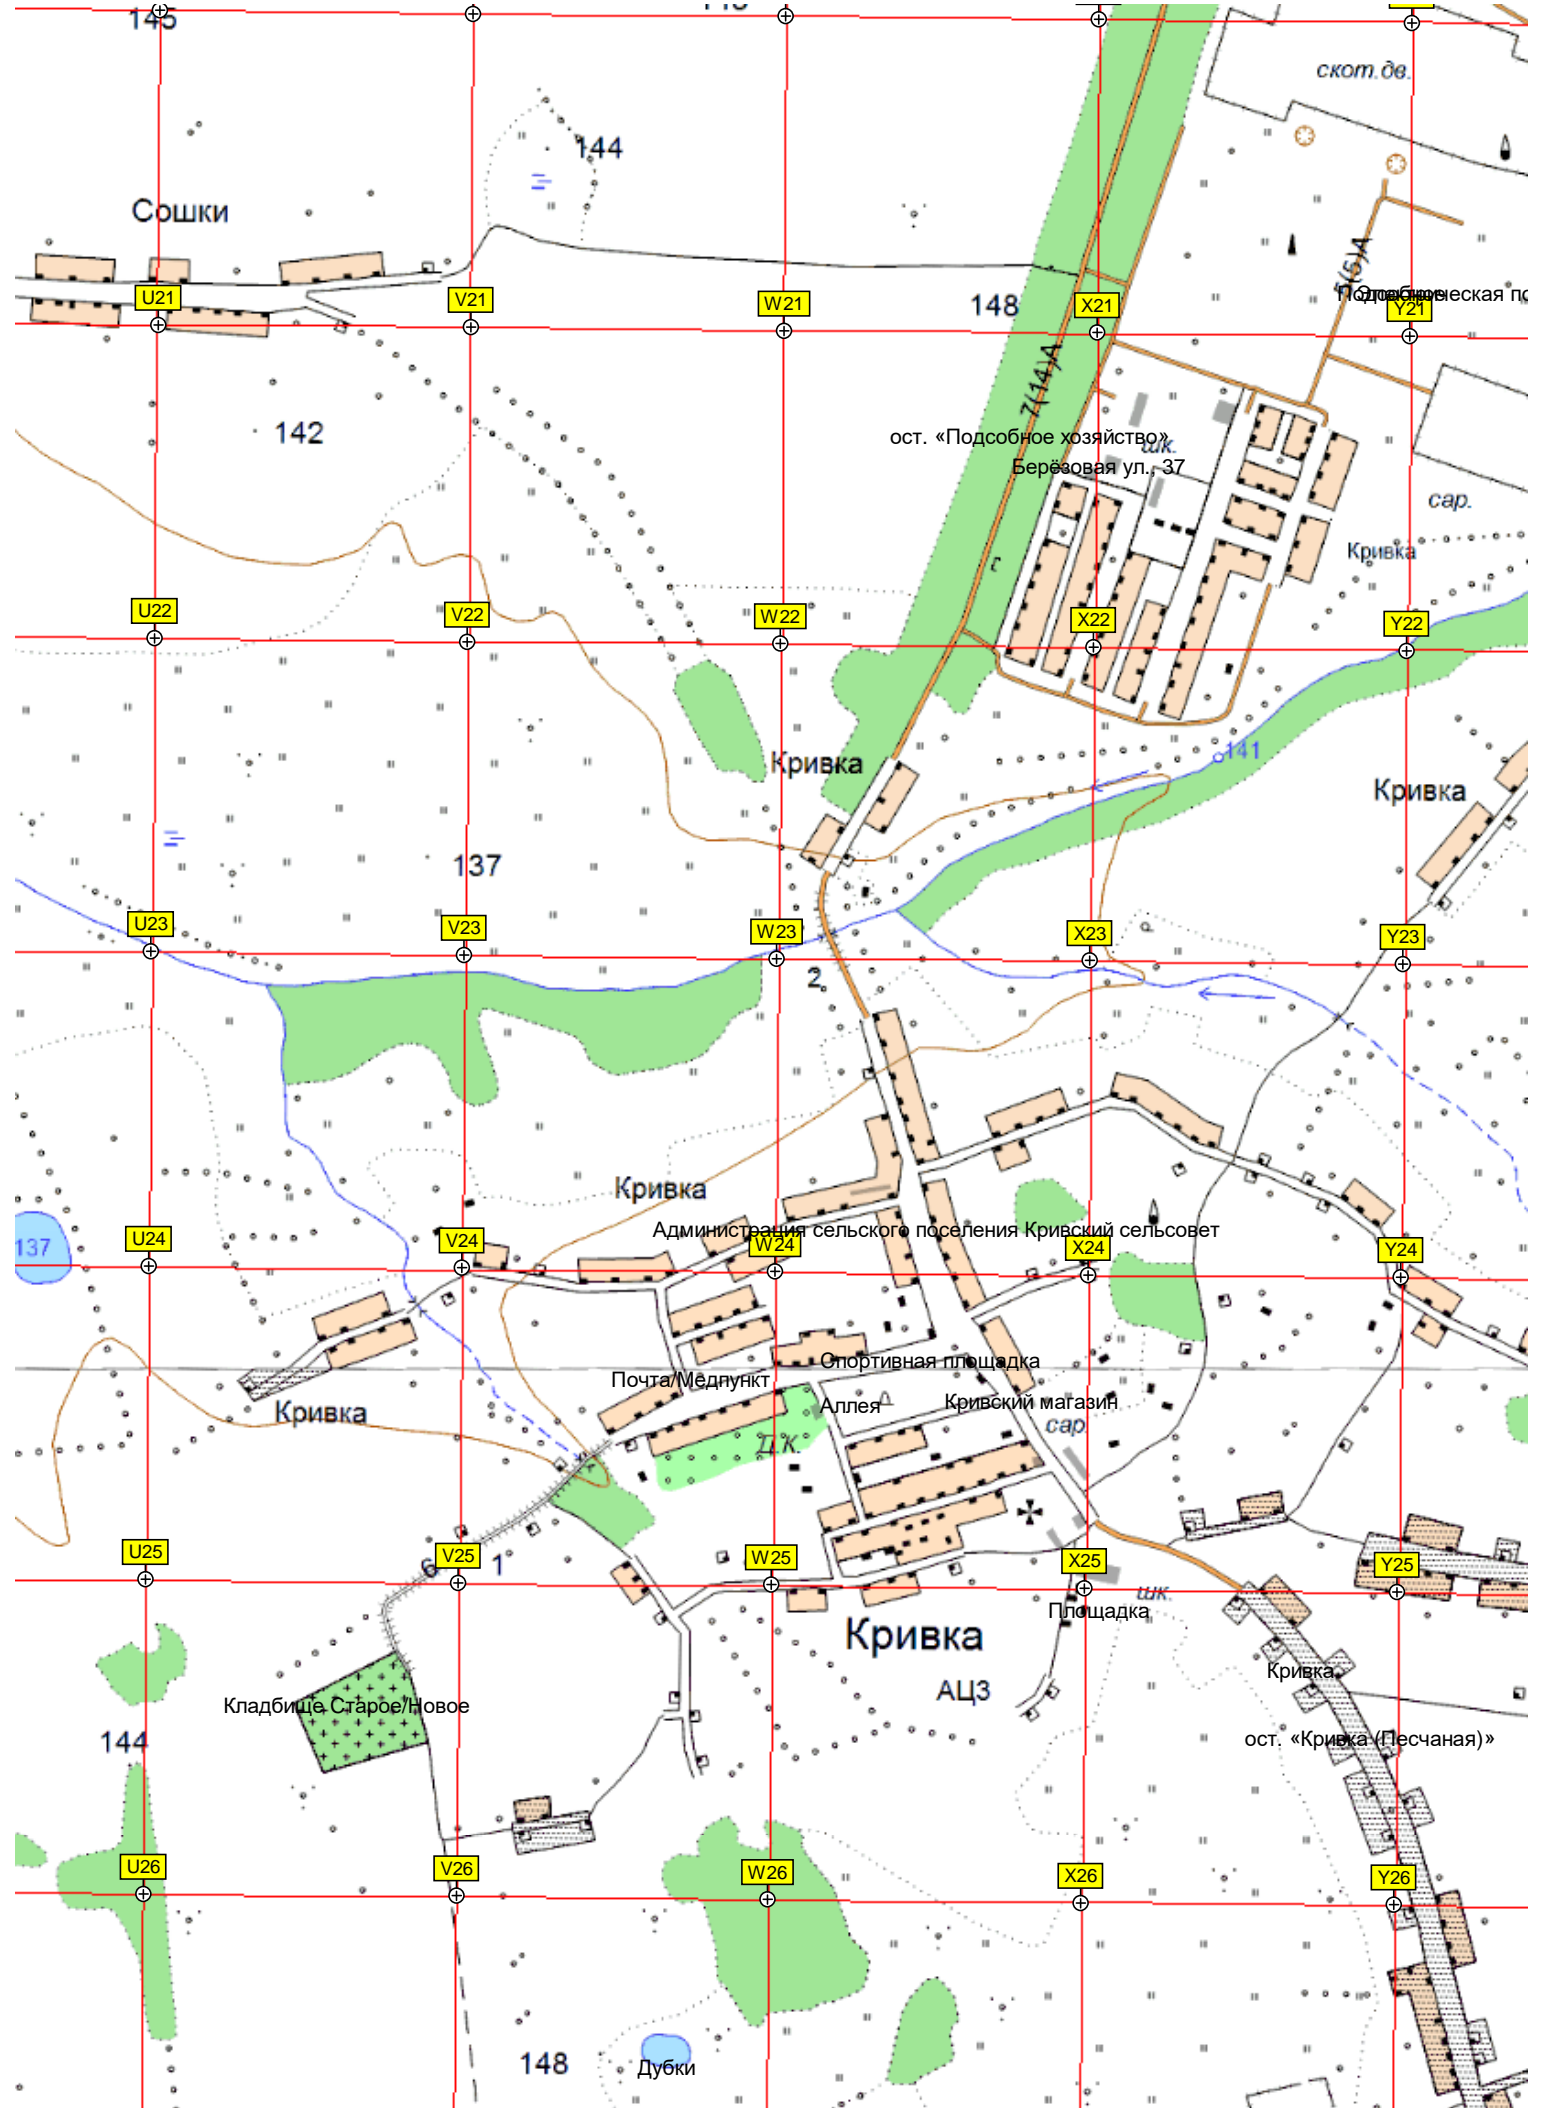 145
144
скот.дв.
Сошки
5(6)А
148
U21
V21
W21
X21
Y21
7(14)А
142
ост. «Подсобное хозяйство»
шк.
Берёзовая ул., 37
сар.
Кривка
U22
V22
W22
X22
Y22
141
Кривка
Кривка
137
U23
V23
W23
X23
Y23
2
Кривка
Администрация сельского поселения Кривский сельсовет
137
U24
V24
W24
X24
Y24
Спортивная площадка
Почта/Медпункт
Аллея
Кривский магазин
Кривка
сар.
Д.К.
U25
V25
W25
X25
Y25
6
1
шк.
Площадка
Кривка
Кривка
АЦЗ
Кладбище Старое/Новое
144
ост. «Кривка (Песчаная)»
U26
V26
W26
X26
Y26
148
Дубки